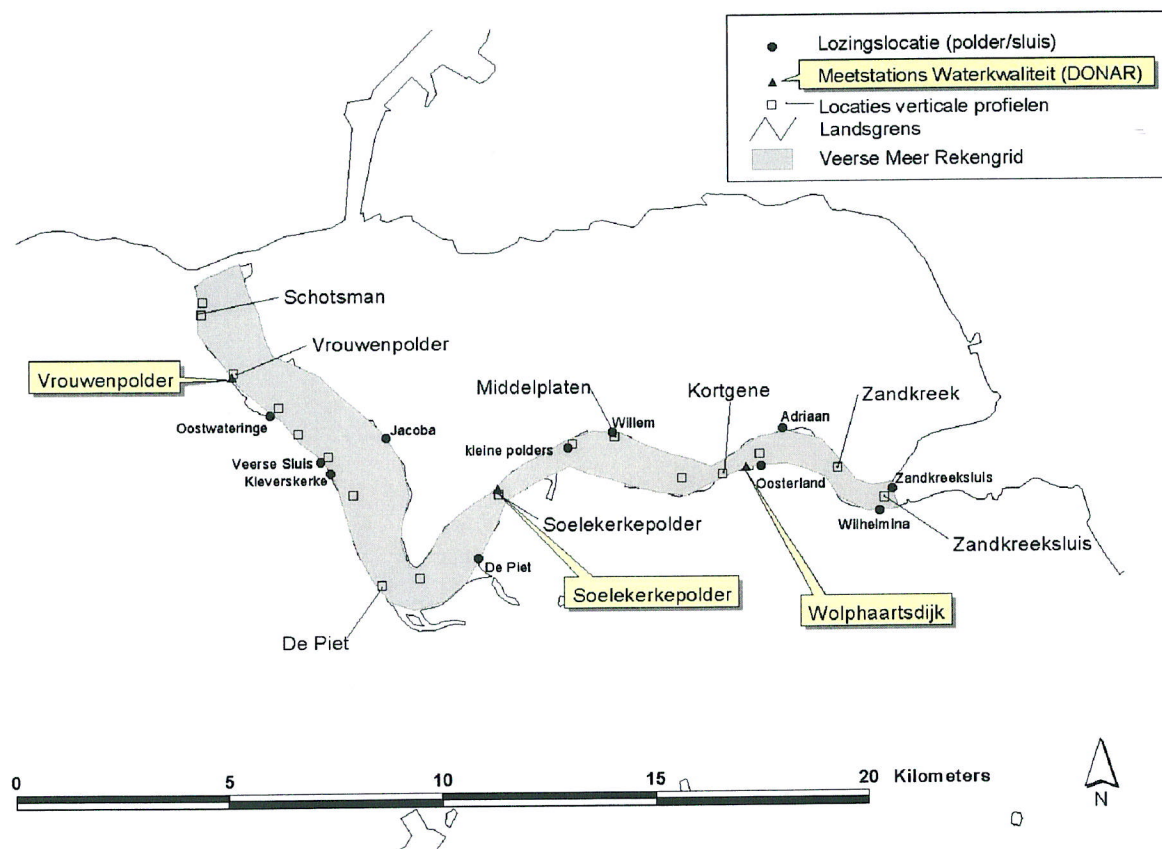 Lozingslocatie (polder/sluis)
Meetstations Waterkwaliteit (DONAR)
Locaties verticale profielen
Landsgrens
Veerse Meer Rekengrid
Schotsman
Vrouwenpolder
Vrouwenpolder
Oostwateringe
Jacoba
Veerse Sluis
Kleverskerke
De Piet
Middelplaten
Willem
kleine polders
Kortgene
Adriaan
Zandkreek
Oosterland
Zandkreeksluis
Wilhelmina
Zandkreeksluis
Soelekerkepolder
De Piet
Soelekerkepolder
Wolphaartsdijk
0 5 10 15 20 Kilometers
N